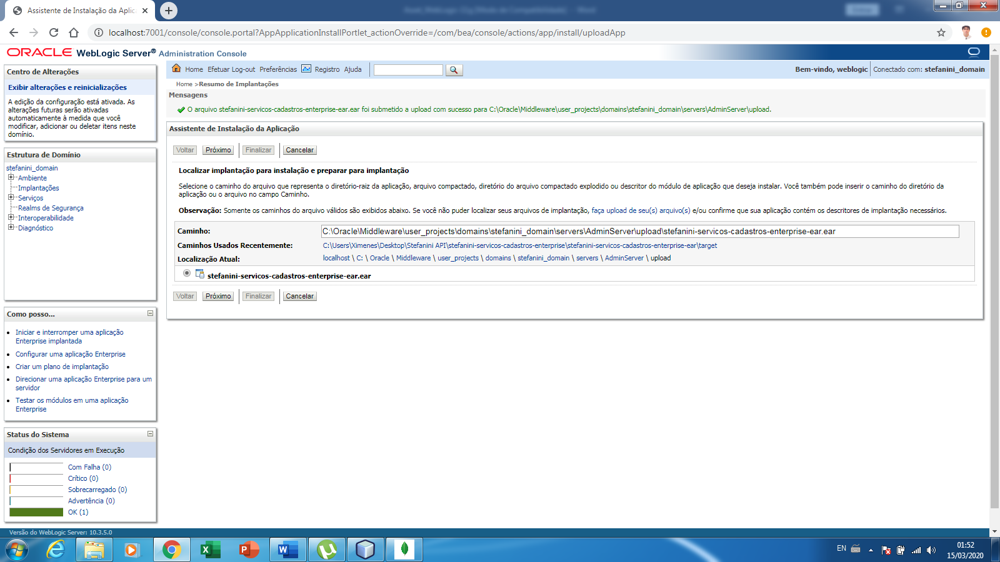 Assistente de Instalação da Aplica
localhost:7001/console/console.portal?AppApplicationInstallPortlet_actionOverride=/com/bea/console/actions/app/install/uploadApp
ORACLE WebLogic Server® Administration Console
Centro de Alterações
Exibir alterações e reinicializações
A edição da configuração está ativada. As
alterações futuras serão ativadas
automaticamente à medida que você
modificar, adicionar ou deletar itens neste
domínio.
Estrutura de Domínio
stefanini_domain
Ambiente
Implantações
Serviços
Realms de Segurança
Interoperabilidade
Diagnóstico
Como posso...
Iniciar e interromper uma aplicação
Enterprise implantada
Configurar uma aplicação Enterprise
Criar um plano de implantação
Direcionar uma aplicação Enterprise para um
servidor
Testar os módulos em uma aplicação
Enterprise
Status do Sistema
Condição dos Servidores em Execução
Com Falha (0)
Crítico (0)
Sobrecarregado (0)
Advertência (0)
OK (1)
Home Efetuar Log-out Preferências Registro Ajuda
Bem-vindo, weblogic Conectado com: stefanini_domain
Home >Resumo de Implantações
Mensagens
O arquivo stefanini-servicos-cadastros-enterprise-ear.ear foi submetido a upload com sucesso para C:\Oracle\Middleware\user_projects\domains\stefanini_domain\servers\AdminServer\upload.
Assistente de Instalação da Aplicação
Voltar Próximo Finalizar Cancelar
Localizar implantação para instalação e preparar para implantação
Selecione o caminho do arquivo que representa o diretório-raiz da aplicação, arquivo compactado, diretório do arquivo compactado explodido ou descritor do módulo de aplicação que deseja instalar. Você também pode inserir o caminho do diretório da
aplicação ou o arquivo no campo Caminho.
Observação: Somente os caminhos do arquivo válidos são exibidos abaixo. Se você não puder localizar seus arquivos de implantação, faça upload de seu(s) arquivo(s) e/ou confirme que sua aplicação contém os descritores de implantação necessários.
Caminho: C:\Oracle\Middleware\user_projects\domains\stefanini_domain\servers\AdminServer\upload\stefanini-servicos-cadastros-enterprise-ear.ear
Caminhos Usados Recentemente: C:\Users\Ximenes\Desktop\Stefanini API\stefanini-servicos-cadastros-enterprise\stefanini-servicos-cadastros-enterprise-ear\target
Localização Atual: localhost \ C: \ Oracle \ Middleware \ user_projects \ domains \ stefanini_domain \ servers \ AdminServer \ upload
stefanini-servicos-cadastros-enterprise-ear.ear
Voltar Próximo Finalizar Cancelar
Versão do WebLogic Server: 10.3.5.0
EN
01:52
15/03/2020